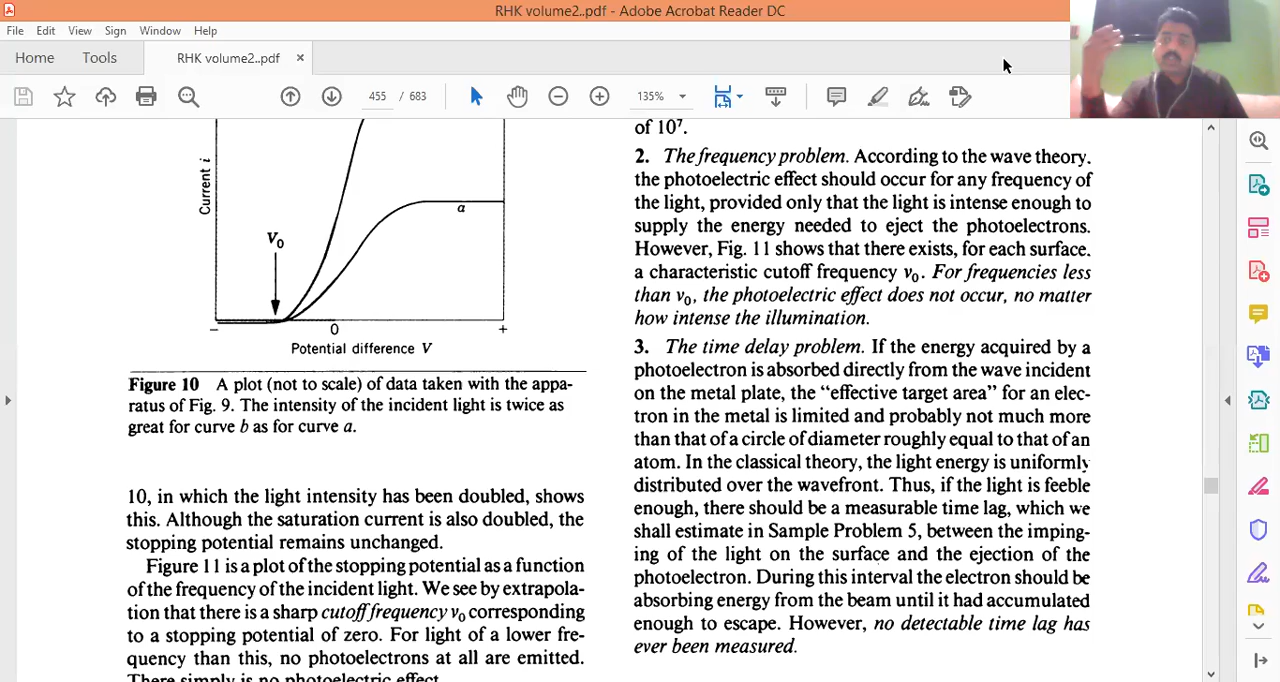 RHK volume2..pdf - Adobe Acrobat Reader DC
File Edit View Sign Window Help
Home Tools RHK volume2..pdf ×
455 / 683 135%
Current i
a
V₀
− 0 +
Potential difference V
Figure 10 A plot (not to scale) of data taken with the appa-
ratus of Fig. 9. The intensity of the incident light is twice as
great for curve b as for curve a.
10, in which the light intensity has been doubled, shows
this. Although the saturation current is also doubled, the
stopping potential remains unchanged.
Figure 11 is a plot of the stopping potential as a function
of the frequency of the incident light. We see by extrapola-
tion that there is a sharp cutoff frequency ν₀ corresponding
to a stopping potential of zero. For light of a lower fre-
quency than this, no photoelectrons at all are emitted.
There simply is no photoelectric effect.
of 10⁷.
2. The frequency problem. According to the wave theory,
the photoelectric effect should occur for any frequency of
the light, provided only that the light is intense enough to
supply the energy needed to eject the photoelectrons.
However, Fig. 11 shows that there exists, for each surface,
a characteristic cutoff frequency ν₀. For frequencies less
than ν₀, the photoelectric effect does not occur, no matter
how intense the illumination.
3. The time delay problem. If the energy acquired by a
photoelectron is absorbed directly from the wave incident
on the metal plate, the “effective target area” for an elec-
tron in the metal is limited and probably not much more
than that of a circle of diameter roughly equal to that of an
atom. In the classical theory, the light energy is uniformly
distributed over the wavefront. Thus, if the light is feeble
enough, there should be a measurable time lag, which we
shall estimate in Sample Problem 5, between the imping-
ing of the light on the surface and the ejection of the
photoelectron. During this interval the electron should be
absorbing energy from the beam until it had accumulated
enough to escape. However, no detectable time lag has
ever been measured.